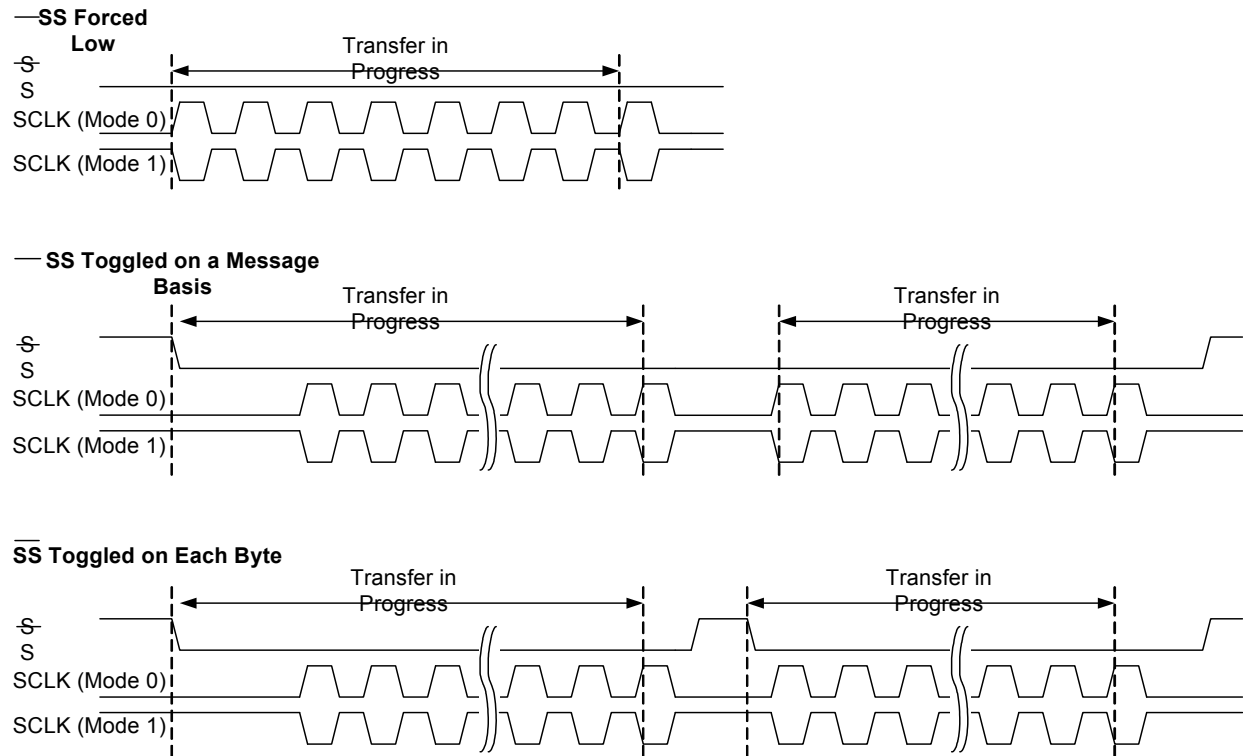 SS Forced
Low
Transfer in
Progress
S
S
SCLK (Mode 0)
SCLK (Mode 1)
SS Toggled on a Message
Basis
Transfer in
Progress
Transfer in
Progress
S
S
SCLK (Mode 0)
SCLK (Mode 1)
SS Toggled on Each Byte
Transfer in
Progress
Transfer in
Progress
S
S
SCLK (Mode 0)
SCLK (Mode 1)